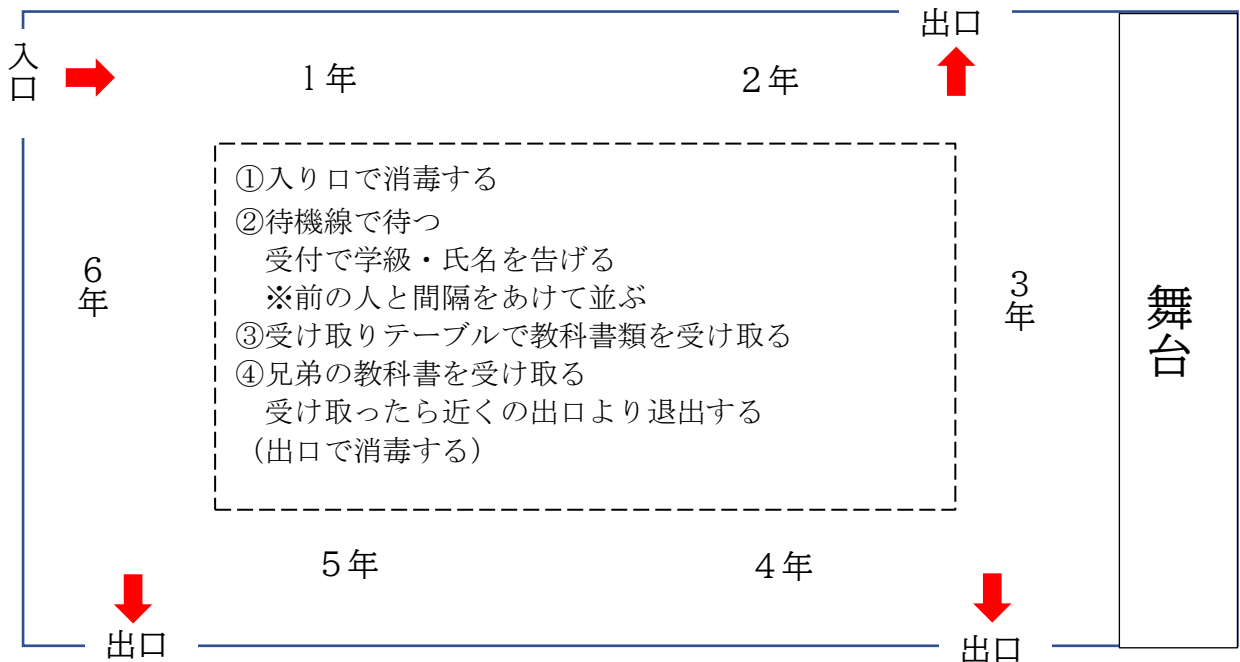 出口
入口
１年
２年
①入り口で消毒する
②待機線で待つ
受付で学級・氏名を告げる
※前の人と間隔をあけて並ぶ
③受け取りテーブルで教科書類を受け取る
④兄弟の教科書を受け取る
受け取ったら近くの出口より退出する
（出口で消毒する）
６年
３年
舞台
５年
４年
出口
出口